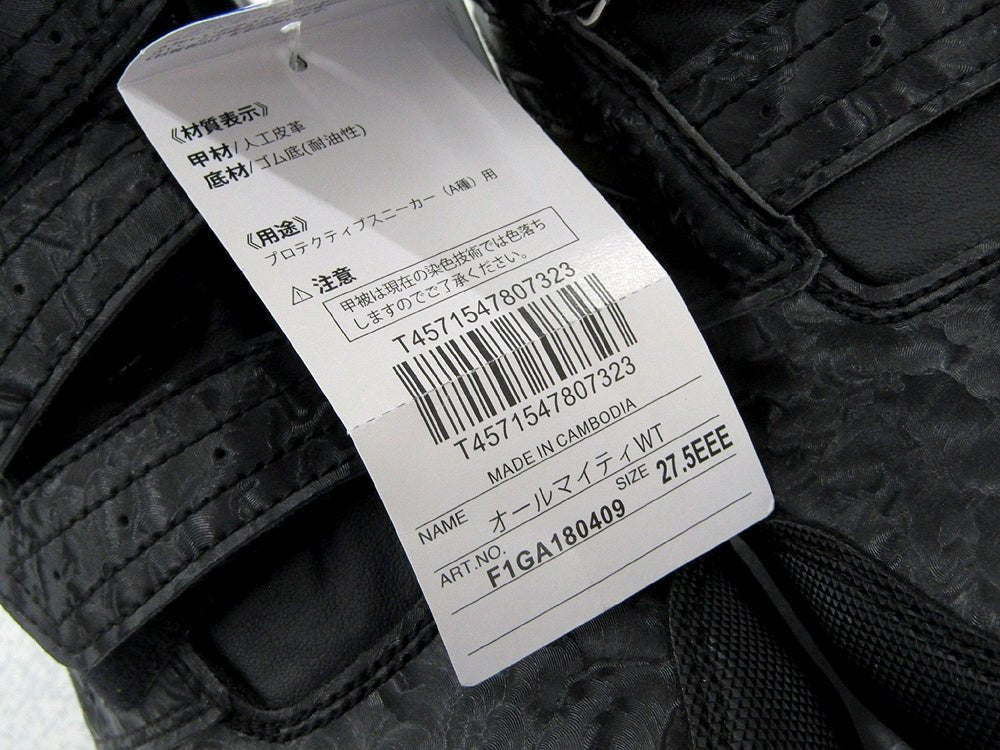 《材質表示》
甲材/人工皮革
底材/ゴム底(耐油性)
《用途》
プロテクティブスニーカー（A種）用
⚠ 注意
甲被は現在の染色技術では色落ち
しますのでご了承ください。
T4571547807323
T4571547807323
MADE IN CAMBODIA
NAME オールマイティWT
ART.NO. SIZE 27.5EEE
F1GA180409